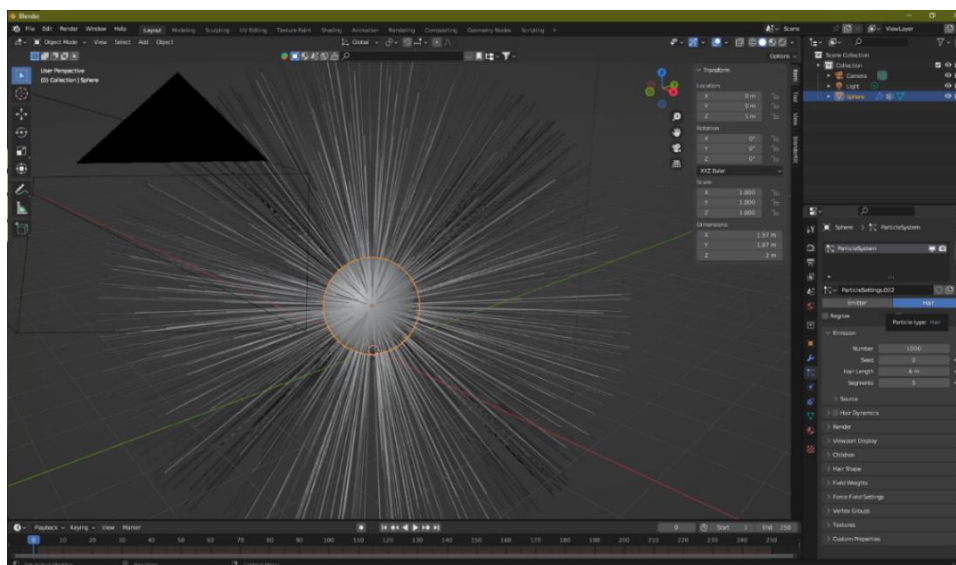 Blender
File Edit Render Window Help Layout Modeling Sculpting UV Editing Texture Paint Shading Animation Rendering Compositing Geometry Nodes Scripting + Scene ViewLayer
Object Mode View Select Add Object Global
Options
User Perspective
(0) Collection | Sphere
Transform
Location
X 0 m
Y 0 m
Z 1 m
Rotation
X 0°
Y 0°
Z 0°
XYZ Euler
Scale
X 1.000
Y 1.000
Z 1.000
Dimensions
X 1.97 m
Y 1.97 m
Z 2 m
Item
Tool
View
Scene Collection
Collection
Camera
Light
Sphere
Sphere > ParticleSystem
ParticleSystem
ParticleSettings.002
Emitter Hair
Regrow
Particle type: Hair
Emission
Number 1000
Seed
Hair Length 4 m
Segments 5
Source
Hair Dynamics
Render
Viewport Display
Children
Hair Shape
Field Weights
Force Field Settings
Vertex Groups
Textures
Custom Properties
Playback Keying View Marker 0 Start 1 End 250
0 10 20 30 40 50 60 70 80 90 100 110 120 130 140 150 160 170 180 190 200 210 220 230 240 250